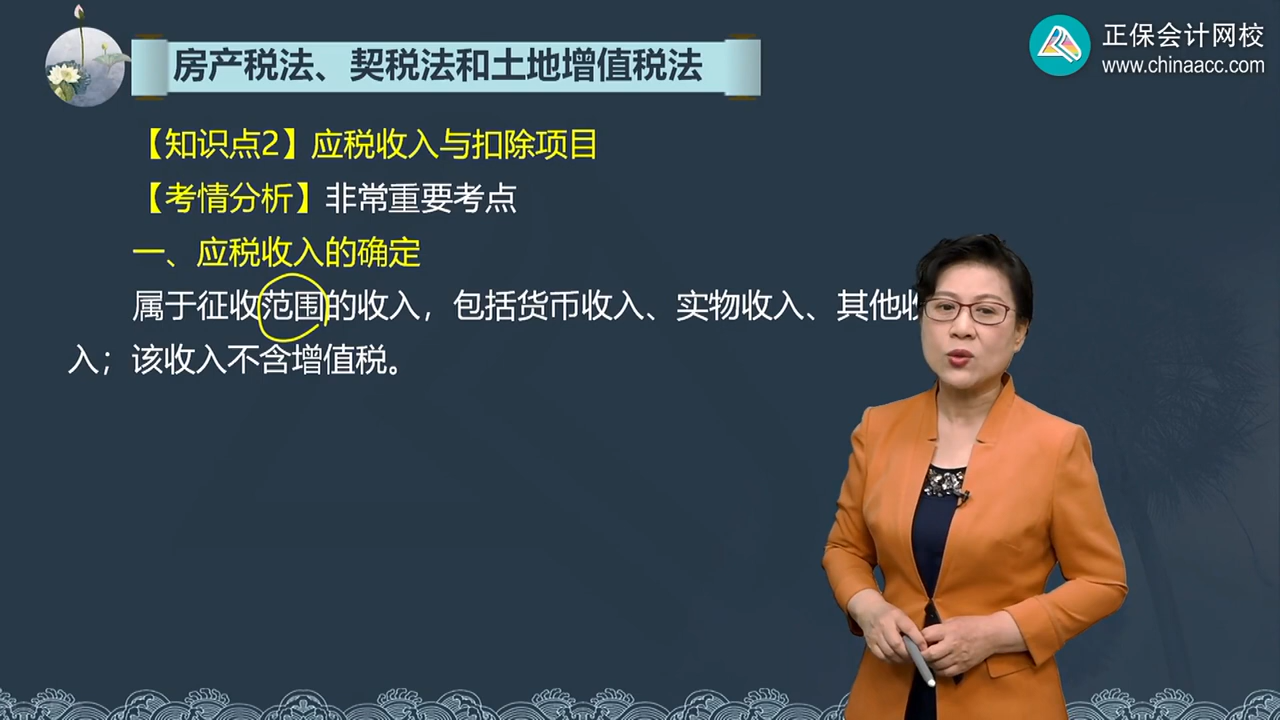 房产税法、契税法和土地增值税法
正保会计网校
www.chinaacc.com
【知识点2】应税收入与扣除项目
【考情分析】非常重要考点
一、应税收入的确定
属于征收范围的收入，包括货币收入、实物收入、其他收
入；该收入不含增值税。